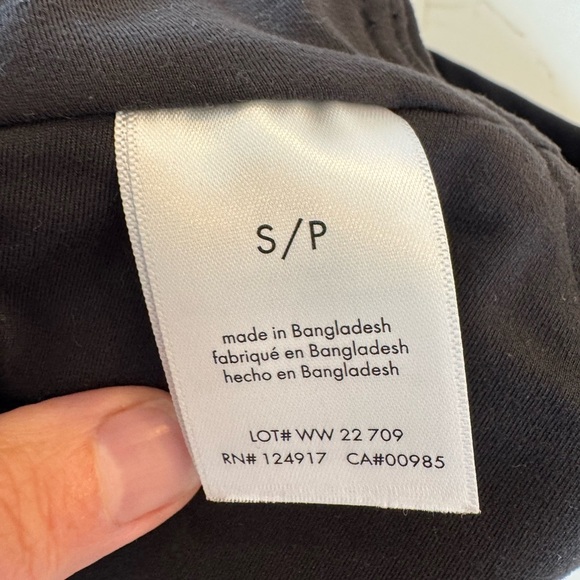 S/P
made in Bangladesh
fabriqué en Bangladesh
hecho en Bangladesh
LOT# WW 22 709
RN# 124917 CA#00985